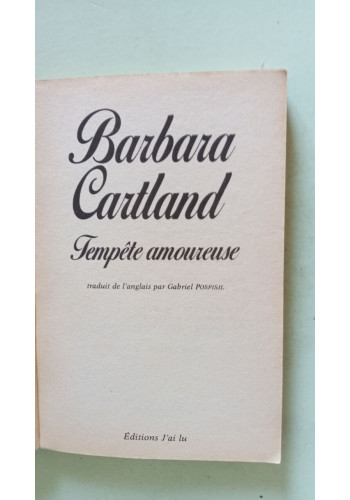 Barbara
Cartland
Tempête amoureuse
traduit de l'anglais par Gabriel POSPISIL
Éditions J'ai lu